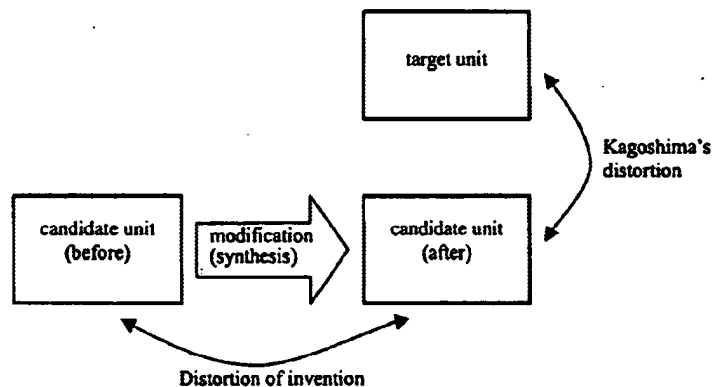 target unit
Kagoshima's
distortion
candidate unit
(before)
modification
(synthesis)
candidate unit
(after)
Distortion of invention